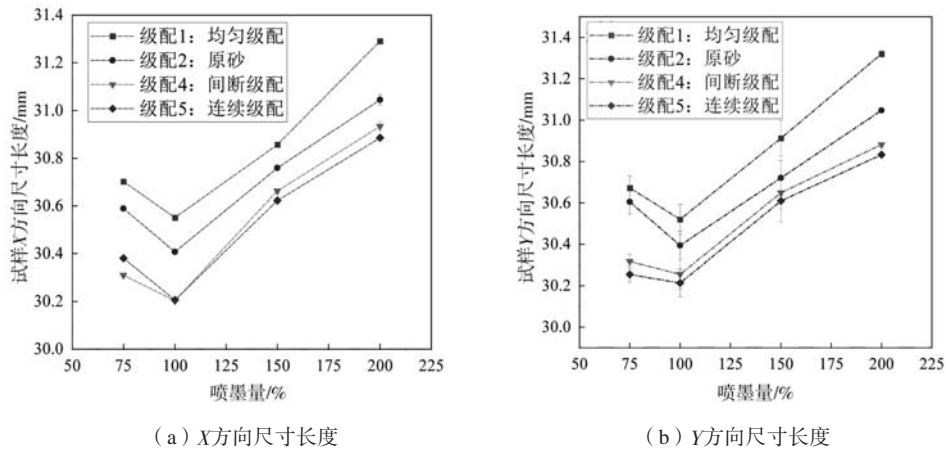 31.4
31.2
31.0
30.8
30.6
30.4
30.2
30.0
试样X方向尺寸长度/mm
级配1：均匀级配
级配2：原砂
级配4：间断级配
级配5：连续级配
50 75 100 125 150 175 200 225
喷墨量/%
（a）X方向尺寸长度
31.4
31.2
31.0
30.8
30.6
30.4
30.2
30.0
试样Y方向尺寸长度/mm
级配1：均匀级配
级配2：原砂
级配4：间断级配
级配5：连续级配
50 75 100 125 150 175 200 225
喷墨量/%
（b）Y方向尺寸长度